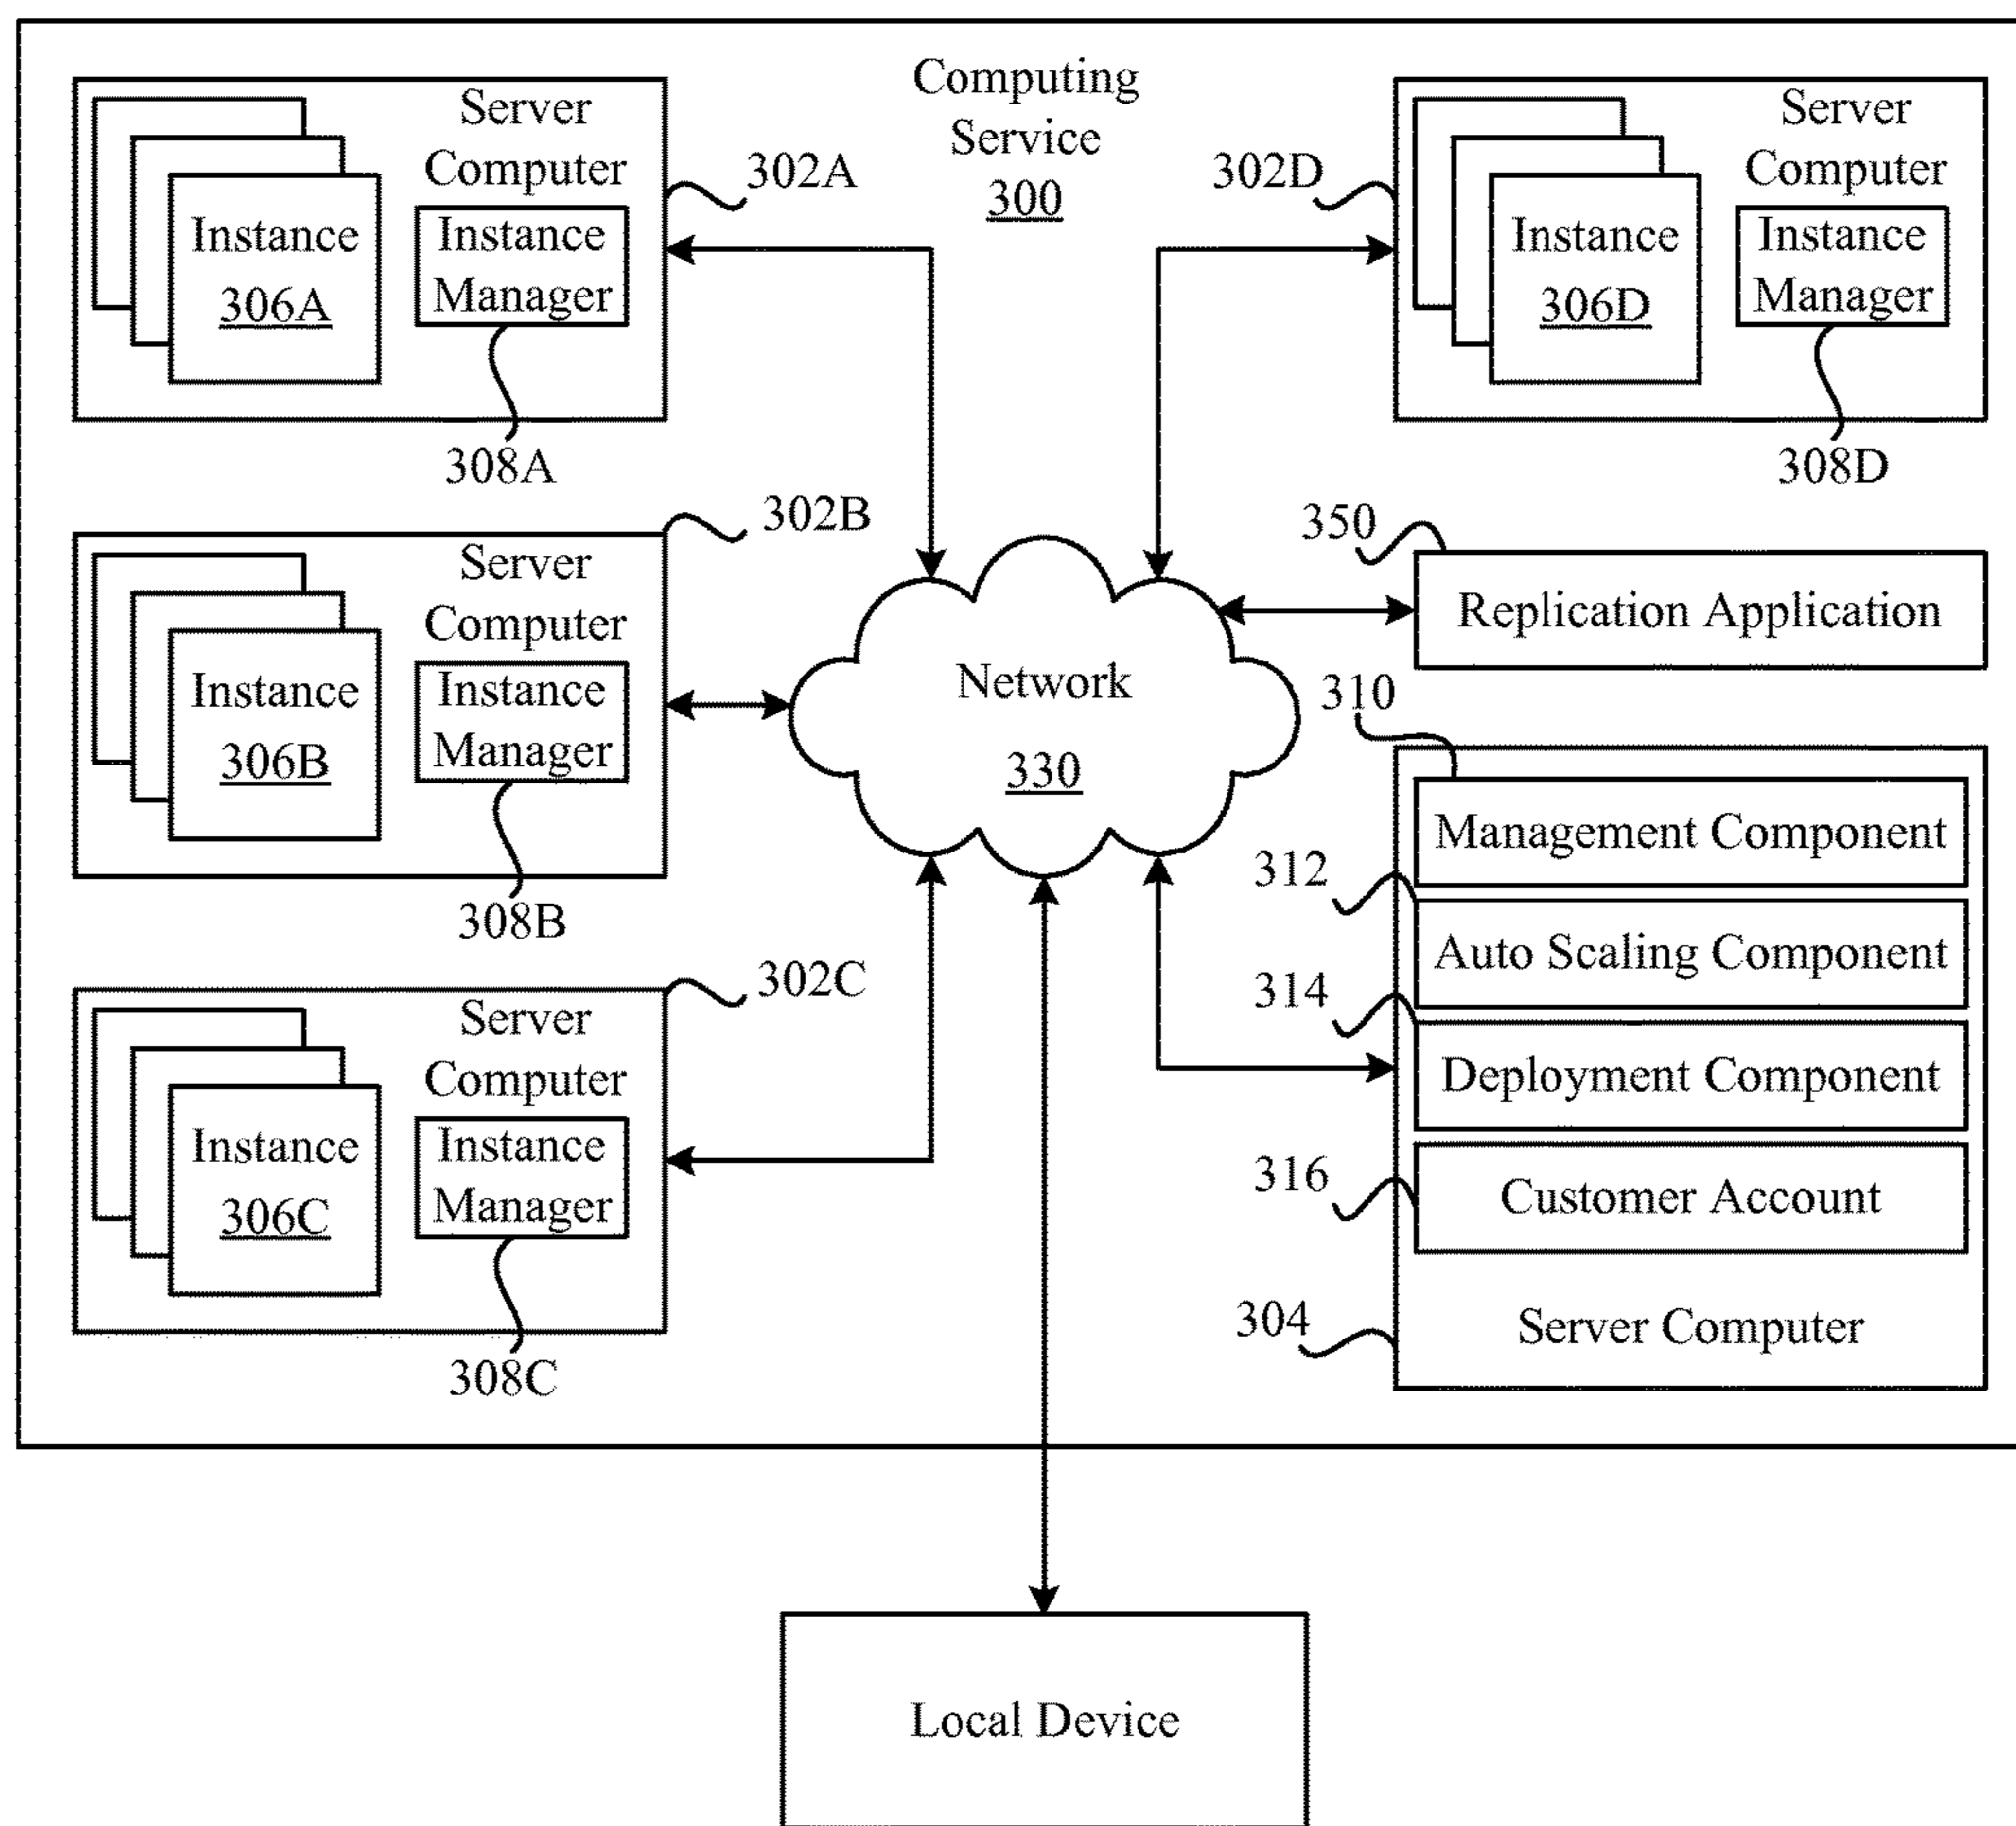 Computing
Service
300
Server
Computer
302A
Instance
306A
Instance
Manager
308A
Server
Computer
302D
Instance
306D
Instance
Manager
308D
302B
Server
Computer
Instance
306B
Instance
Manager
308B
Network
330
350
Replication Application
310
Management Component
312
Auto Scaling Component
314
Deployment Component
316
Customer Account
304
Server Computer
302C
Server
Computer
Instance
306C
Instance
Manager
308C
Local Device